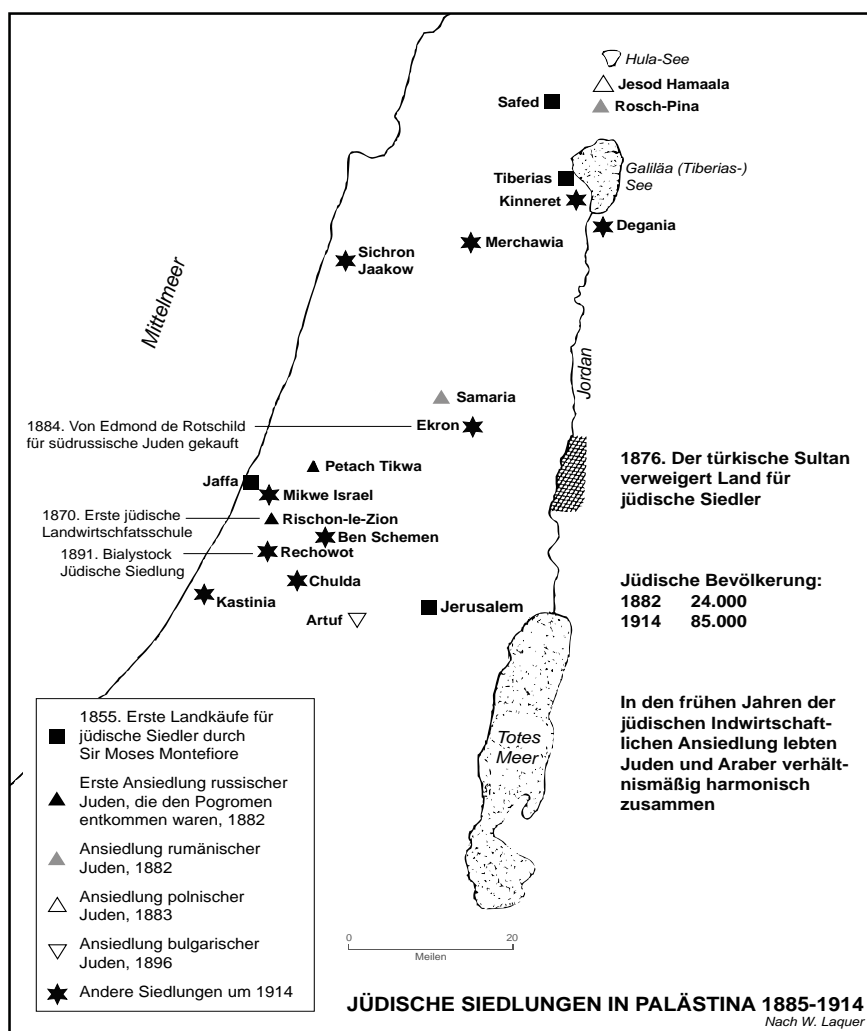 Hula-See
Jesod Hamaala
Safed
Rosch-Pina
Tiberias
Galiläa (Tiberias-)
See
Kinneret
Degania
Merchawia
Sichron
Jaakow
Mittelmeer
Jordan
Samaria
1884. Von Edmond de Rotschild
für südrussische Juden gekauft
Ekron
1876. Der türkische Sultan
verweigert Land für
jüdische Siedler
Petach Tikwa
Jaffa
Mikwe Israel
1870. Erste jüdische
Landwirtschfatsschule
Rischon-le-Zion
Ben Schemen
1891. Bialystock
Jüdische Siedlung
Rechowot
Chulda
Kastinia
Artuf
Jerusalem
Jüdische Bevölkerung:
1882 24.000
1914 85.000
In den frühen Jahren der
jüdischen Indwirtschaft-
lichen Ansiedlung lebten
Juden und Araber verhält-
nismäßig harmonisch
zusammen
Totes
Meer
1855. Erste Landkäufe für
jüdische Siedler durch
Sir Moses Montefiore
Erste Ansiedlung russischer
Juden, die den Pogromen
entkommen waren, 1882
Ansiedlung rumänischer
Juden, 1882
Ansiedlung polnischer
Juden, 1883
Ansiedlung bulgarischer
Juden, 1896
Andere Siedlungen um 1914
0 20
Meilen
JÜDISCHE SIEDLUNGEN IN PALÄSTINA 1885-1914
Nach W. Laquer